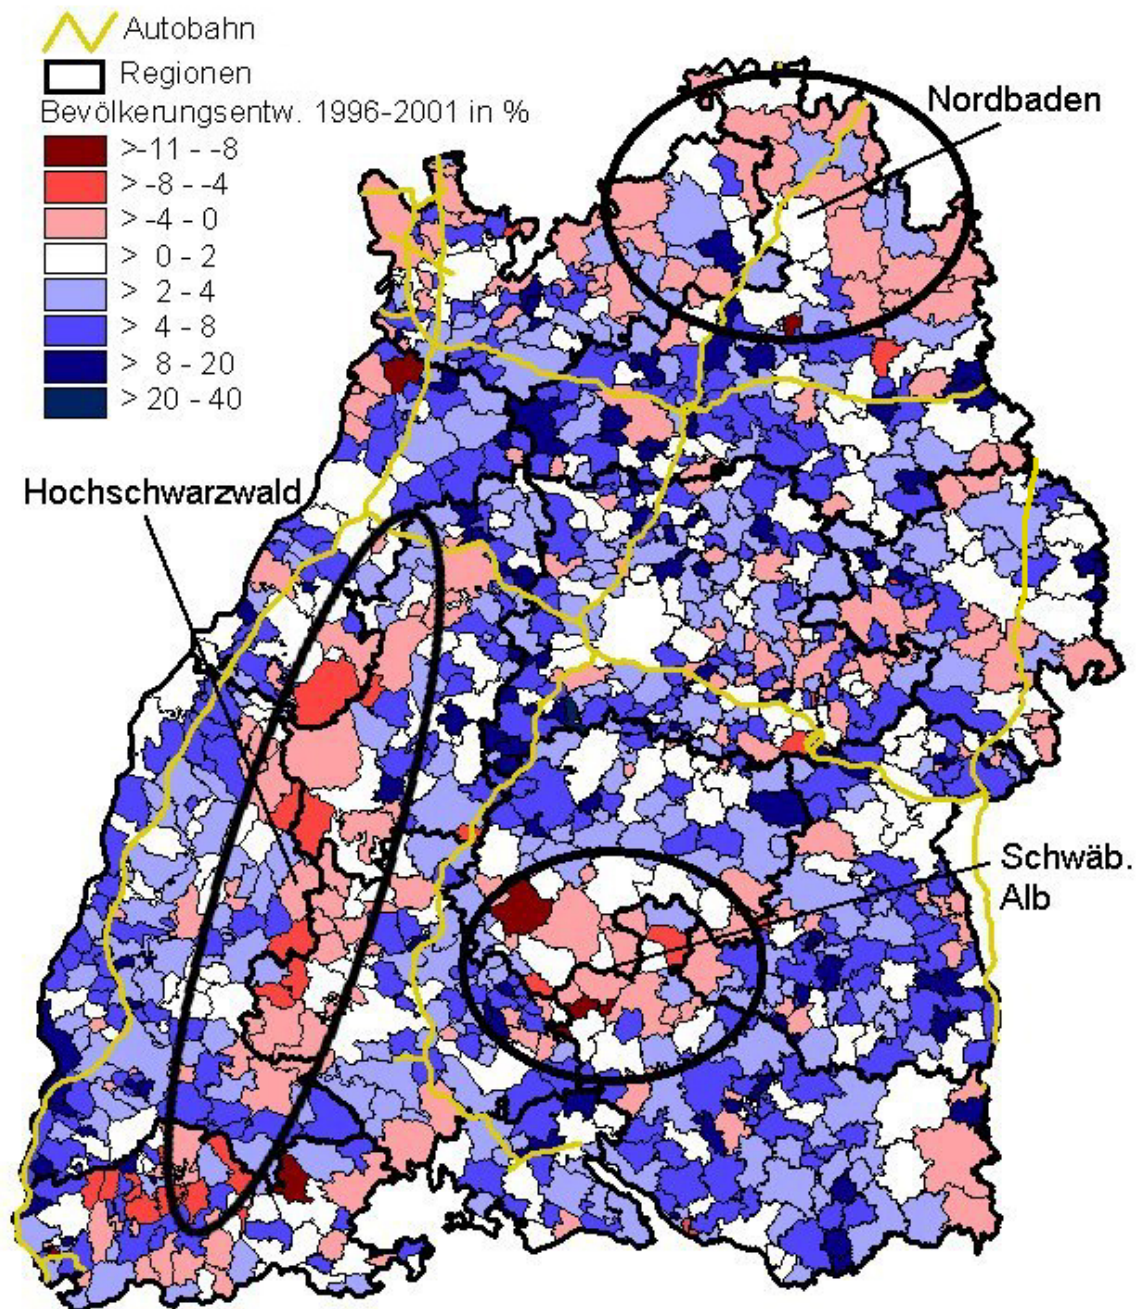 Autobahn
Regionen
Bevölkerungsentw. 1996-2001 in %
>-11 - -8
> -8 - -4
> -4 - 0
> 0 - 2
> 2 - 4
> 4 - 8
> 8 - 20
> 20 - 40
Nordbaden
Hochschwarzwald
Schwäb.
Alb